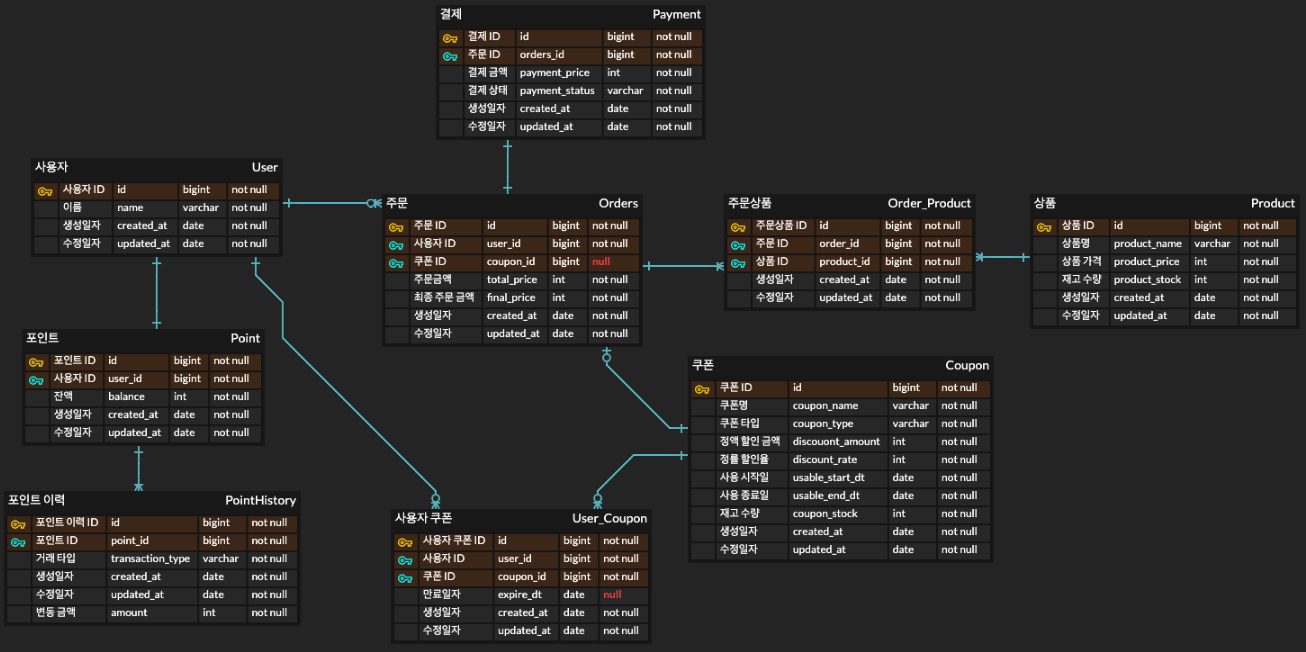 결제 Payment
결제 ID id bigint not null
주문 ID orders_id bigint not null
결제 금액 payment_price int not null
결제 상태 payment_status varchar not null
생성일자 created_at date not null
수정일자 updated_at date not null
사용자 User
사용자 ID id bigint not null
이름 name varchar not null
생성일자 created_at date not null
수정일자 updated_at date not null
주문 Orders
주문 ID id bigint not null
사용자 ID user_id bigint not null
쿠폰 ID coupon_id bigint null
주문금액 total_price int not null
최종 주문 금액 final_price int not null
생성일자 created_at date not null
수정일자 updated_at date not null
주문상품 Order_Product
주문상품 ID id bigint not null
주문 ID order_id bigint not null
상품 ID product_id bigint not null
생성일자 created_at date not null
수정일자 updated_at date not null
상품 Product
상품 ID id bigint not null
상품명 product_name varchar not null
상품 가격 product_price int not null
재고 수량 product_stock int not null
생성일자 created_at date not null
수정일자 updated_at date not null
포인트 Point
포인트 ID id bigint not null
사용자 ID user_id bigint not null
잔액 balance int not null
생성일자 created_at date not null
수정일자 updated_at date not null
쿠폰 Coupon
쿠폰 ID id bigint not null
쿠폰명 coupon_name varchar not null
쿠폰 타입 coupon_type varchar not null
정액 할인 금액 discouont_amount int not null
정률 할인율 discount_rate int not null
사용 시작일 usable_start_dt date not null
사용 종료일 usable_end_dt date not null
재고 수량 coupon_stock int not null
생성일자 created_at date not null
수정일자 updated_at date not null
포인트 이력 PointHistory
포인트 이력 ID id bigint not null
포인트 ID point_id bigint not null
거래 타입 transaction_type varchar not null
생성일자 created_at date not null
수정일자 updated_at date not null
변동 금액 amount int not null
사용자 쿠폰 User_Coupon
사용자 쿠폰 ID id bigint not null
사용자 ID user_id bigint not null
쿠폰 ID coupon_id bigint not null
만료일자 expire_dt date null
생성일자 created_at date not null
수정일자 updated_at date not null